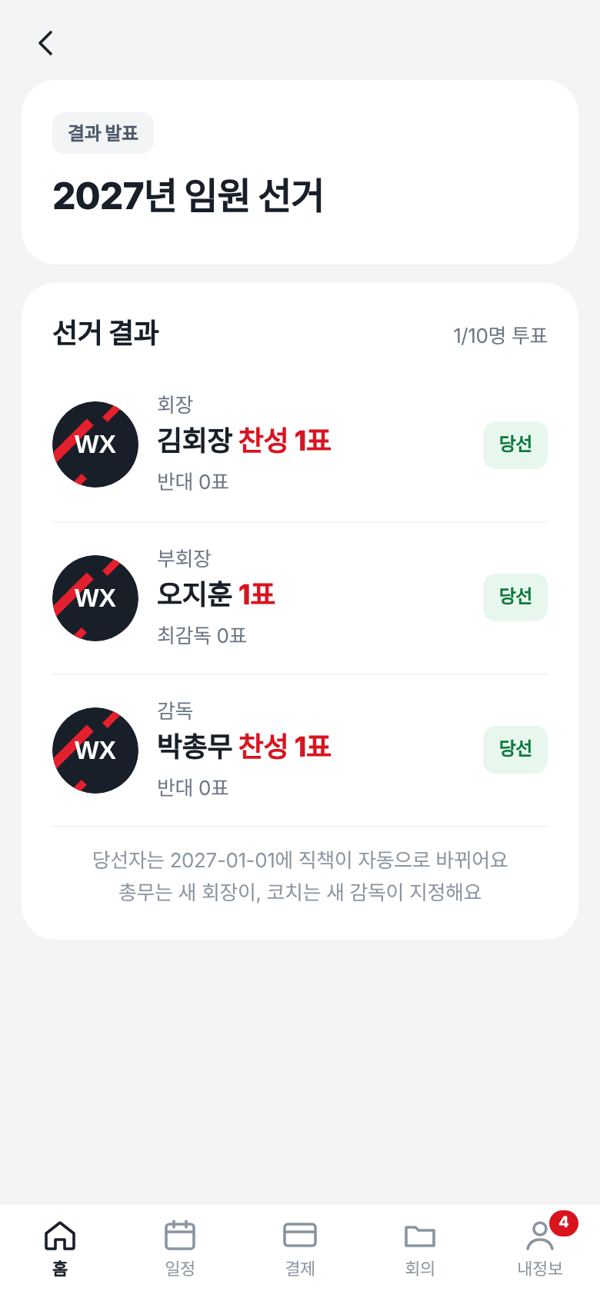 결과 발표
2027년 임원 선거
선거 결과
1/10명 투표
회장
WX
김회장 찬성 1표
당선
반대 0표
부회장
WX
오지훈 1표
당선
최감독 0표
감독
WX
박총무 찬성 1표
당선
반대 0표
당선자는 2027-01-01에 직책이 자동으로 바뀌어요
총무는 새 회장이, 코치는 새 감독이 지정해요
4
홈
일정
결제
회의
내정보